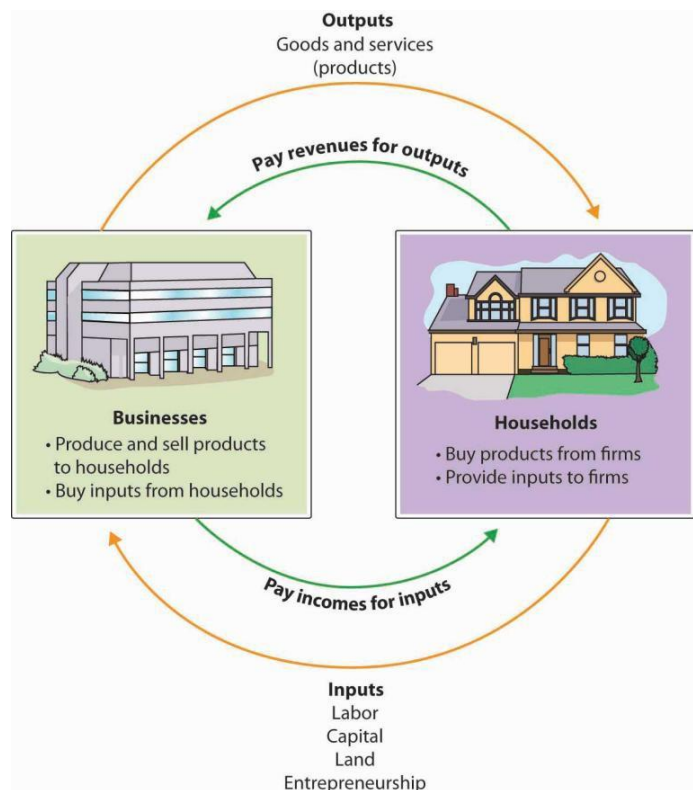 Outputs
Goods and services
(products)
Pay revenues for outputs
Businesses
• Produce and sell products
to households
• Buy inputs from households
Households
• Buy products from firms
• Provide inputs to firms
Pay incomes for inputs
Inputs
Labor
Capital
Land
Entrepreneurship